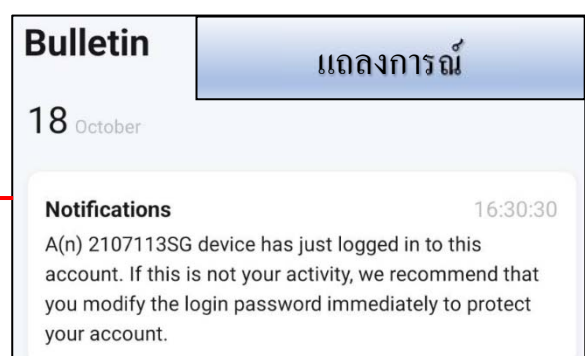 Bulletin
แถลงการณ์
18 October
Notifications 16:30:30
A(n) 2107113SG device has just logged in to this
account. If this is not your activity, we recommend that
you modify the login password immediately to protect
your account.